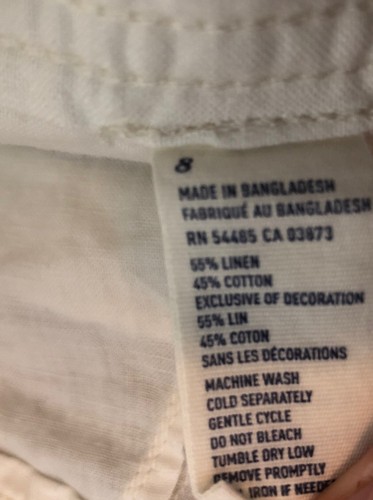 8
MADE IN BANGLADESH
FABRIQUÉ AU BANGLADESH
RN 54485 CA 03873
55% LINEN
45% COTTON
EXCLUSIVE OF DECORATION
55% LIN
45% COTON
SANS LES DÉCORATIONS
MACHINE WASH
COLD SEPARATELY
GENTLE CYCLE
DO NOT BLEACH
TUMBLE DRY LOW
REMOVE PROMPTLY
IRON IF NEEDED